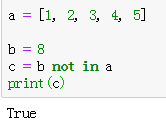 a = [1, 2, 3, 4, 5]
b = 8
c = b not in a
print(c)
True